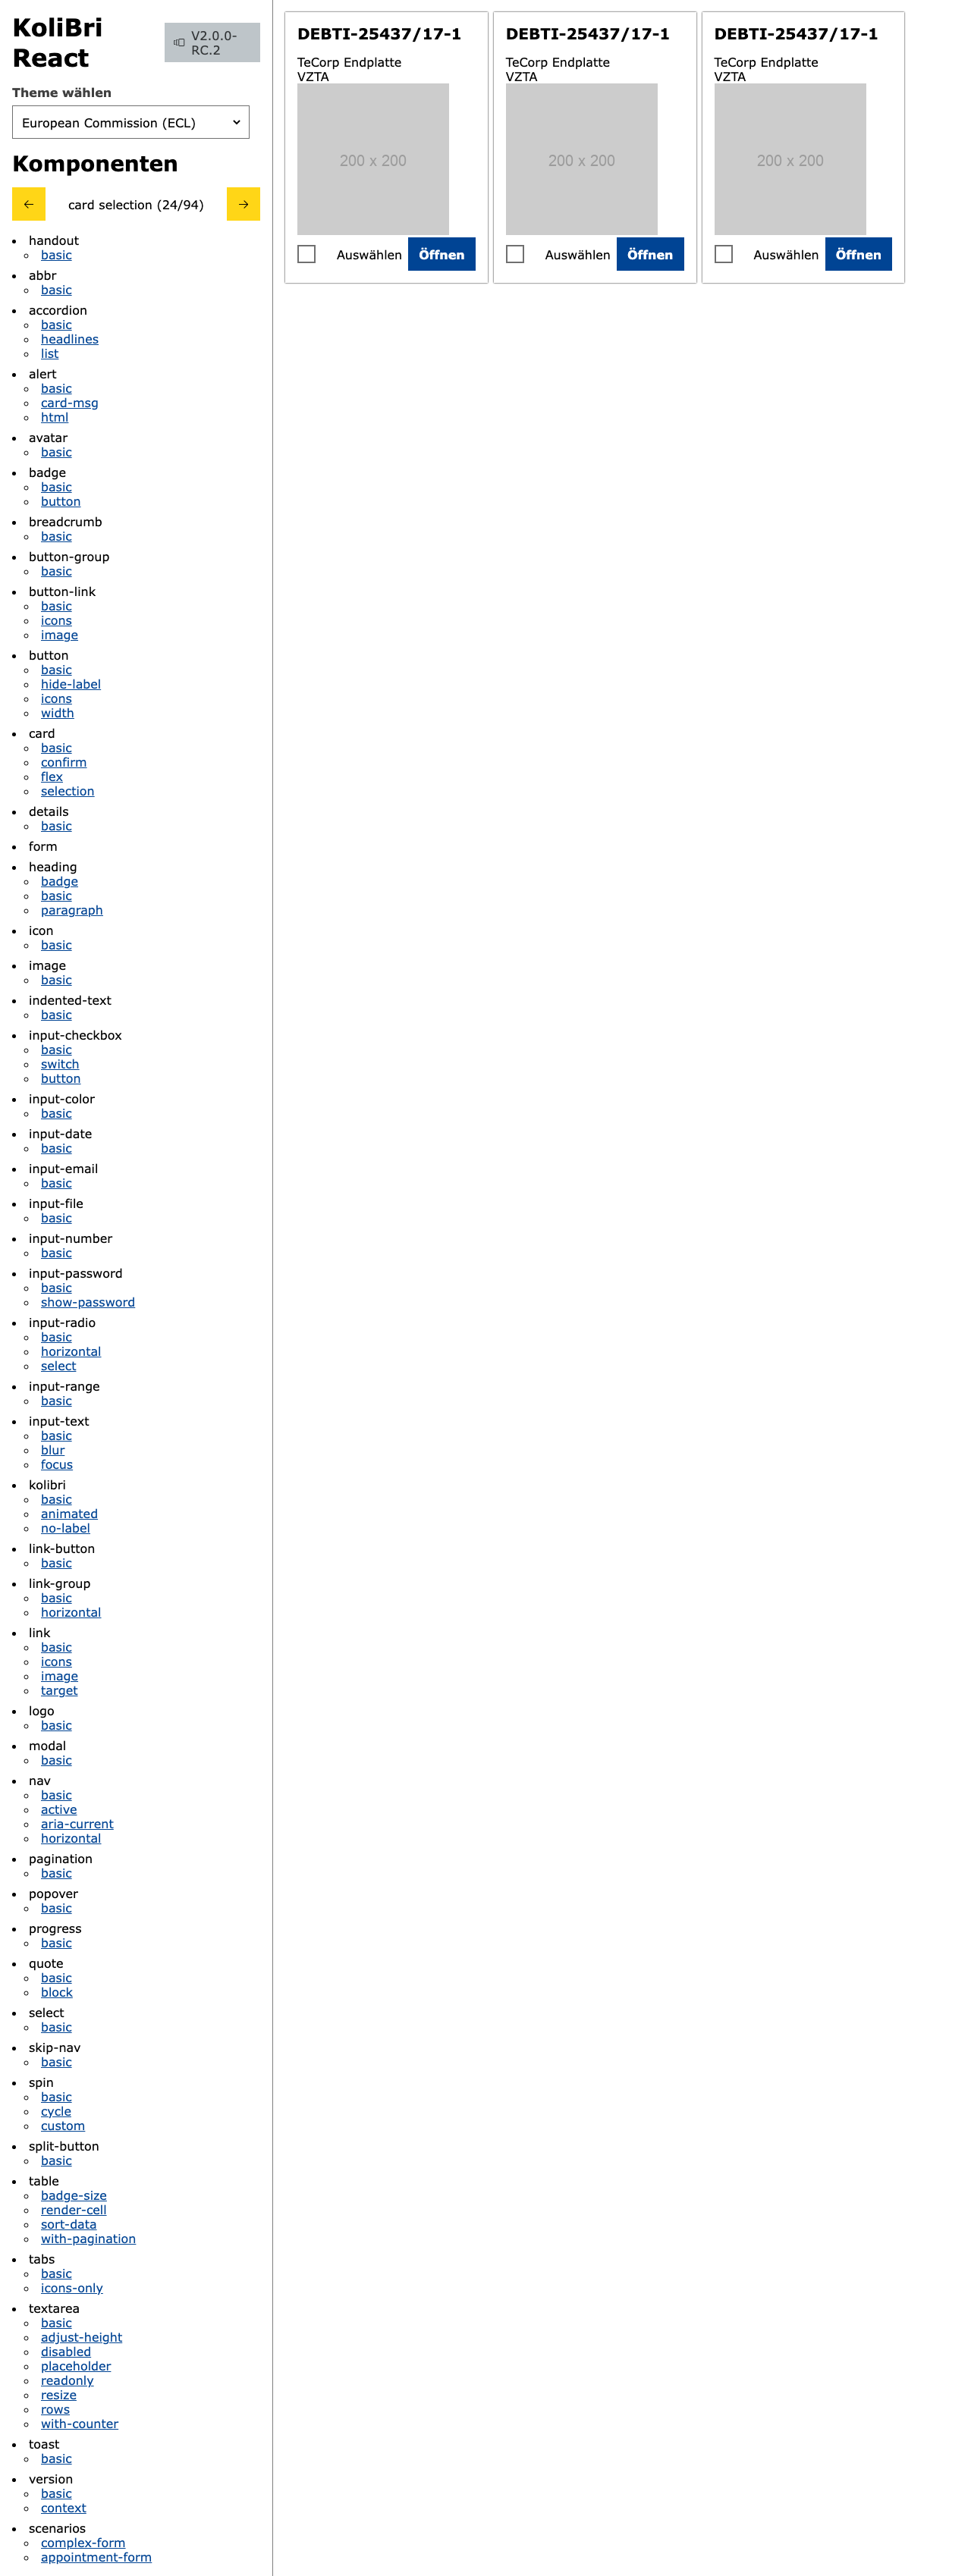 KoliBri
React
V2.0.0-
RC.2
Theme wählen
European Commission (ECL)
Komponenten
card selection (24/94)
handout
basic
abbr
basic
accordion
basic
headlines
list
alert
basic
card-msg
html
avatar
basic
badge
basic
button
breadcrumb
basic
button-group
basic
button-link
basic
icons
image
button
basic
hide-label
icons
width
card
basic
confirm
flex
selection
details
basic
form
heading
badge
basic
paragraph
icon
basic
image
basic
indented-text
basic
input-checkbox
basic
switch
button
input-color
basic
input-date
basic
input-email
basic
input-file
basic
input-number
basic
input-password
basic
show-password
input-radio
basic
horizontal
select
input-range
basic
input-text
basic
blur
focus
kolibri
basic
animated
no-label
link-button
basic
link-group
basic
horizontal
link
basic
icons
image
target
logo
basic
modal
basic
nav
basic
active
aria-current
horizontal
pagination
basic
popover
basic
progress
basic
quote
basic
block
select
basic
skip-nav
basic
spin
basic
cycle
custom
split-button
basic
table
badge-size
render-cell
sort-data
with-pagination
tabs
basic
icons-only
textarea
basic
adjust-height
disabled
placeholder
readonly
resize
rows
with-counter
toast
basic
version
basic
context
scenarios
complex-form
appointment-form
DEBTI-25437/17-1
TeCorp Endplatte
VZTA
200 x 200
Auswählen Öffnen
DEBTI-25437/17-1
TeCorp Endplatte
VZTA
200 x 200
Auswählen Öffnen
DEBTI-25437/17-1
TeCorp Endplatte
VZTA
200 x 200
Auswählen Öffnen